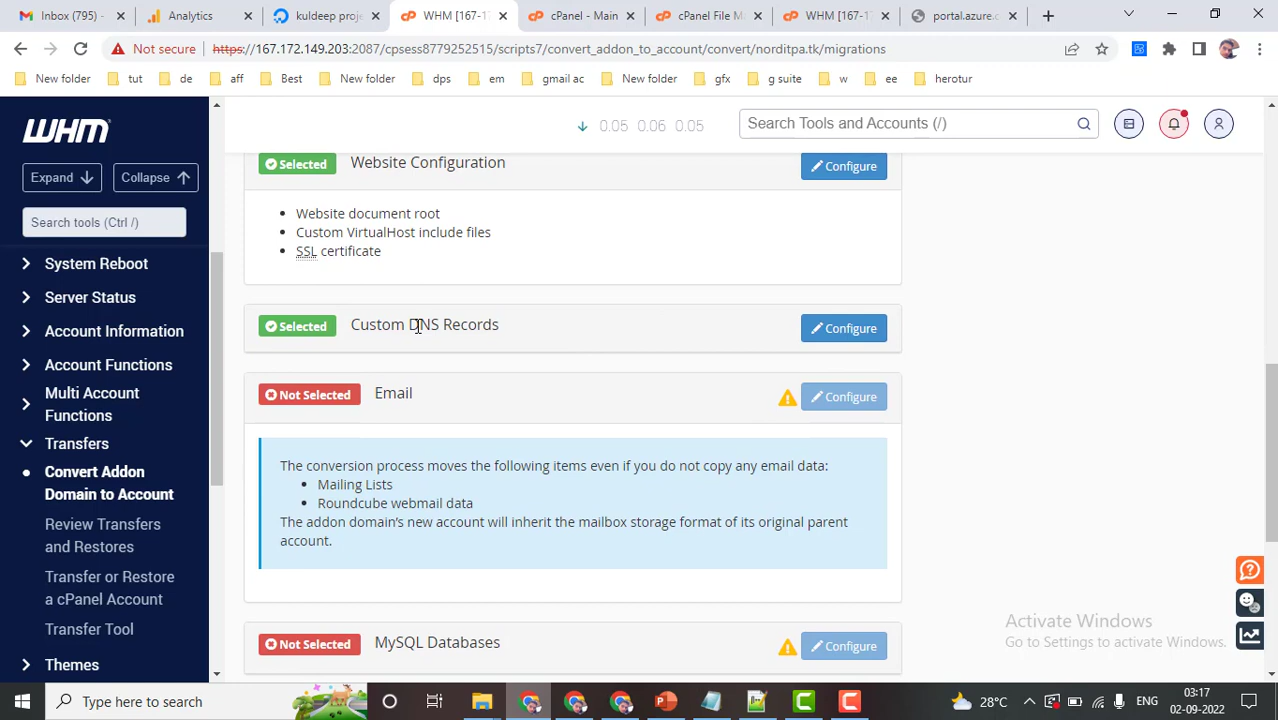 Inbox (795) -
Analytics
kuldeep proje
WHM [167-17
cPanel - Main
cPanel File Ma
WHM [167-17
portal.azure.c
Not secure
https://167.172.149.203:2087/cpsess8779252515/scripts7/convert_addon_to_account/convert/norditpa.tk/migrations
New folder
tut
de
aff
Best
New folder
dps
em
gmail ac
New folder
gfx
g suite
w
ee
herotur
WHM
Expand
Collapse
Search tools (Ctrl /)
System Reboot
Server Status
Account Information
Account Functions
Multi Account
Functions
Transfers
Convert Addon
Domain to Account
Review Transfers
and Restores
Transfer or Restore
a cPanel Account
Transfer Tool
Themes
0.05 0.06 0.05
Search Tools and Accounts (/)
Selected
Website Configuration
Configure
Website document root
Custom VirtualHost include files
SSL certificate
Selected
Custom DNS Records
Configure
Not Selected
Email
Configure
The conversion process moves the following items even if you do not copy any email data:
Mailing Lists
Roundcube webmail data
The addon domain's new account will inherit the mailbox storage format of its original parent
account.
Not Selected
MySQL Databases
Configure
Activate Windows
Go to Settings to activate Windows.
Type here to search
28°C
ENG
03:17
02-09-2022